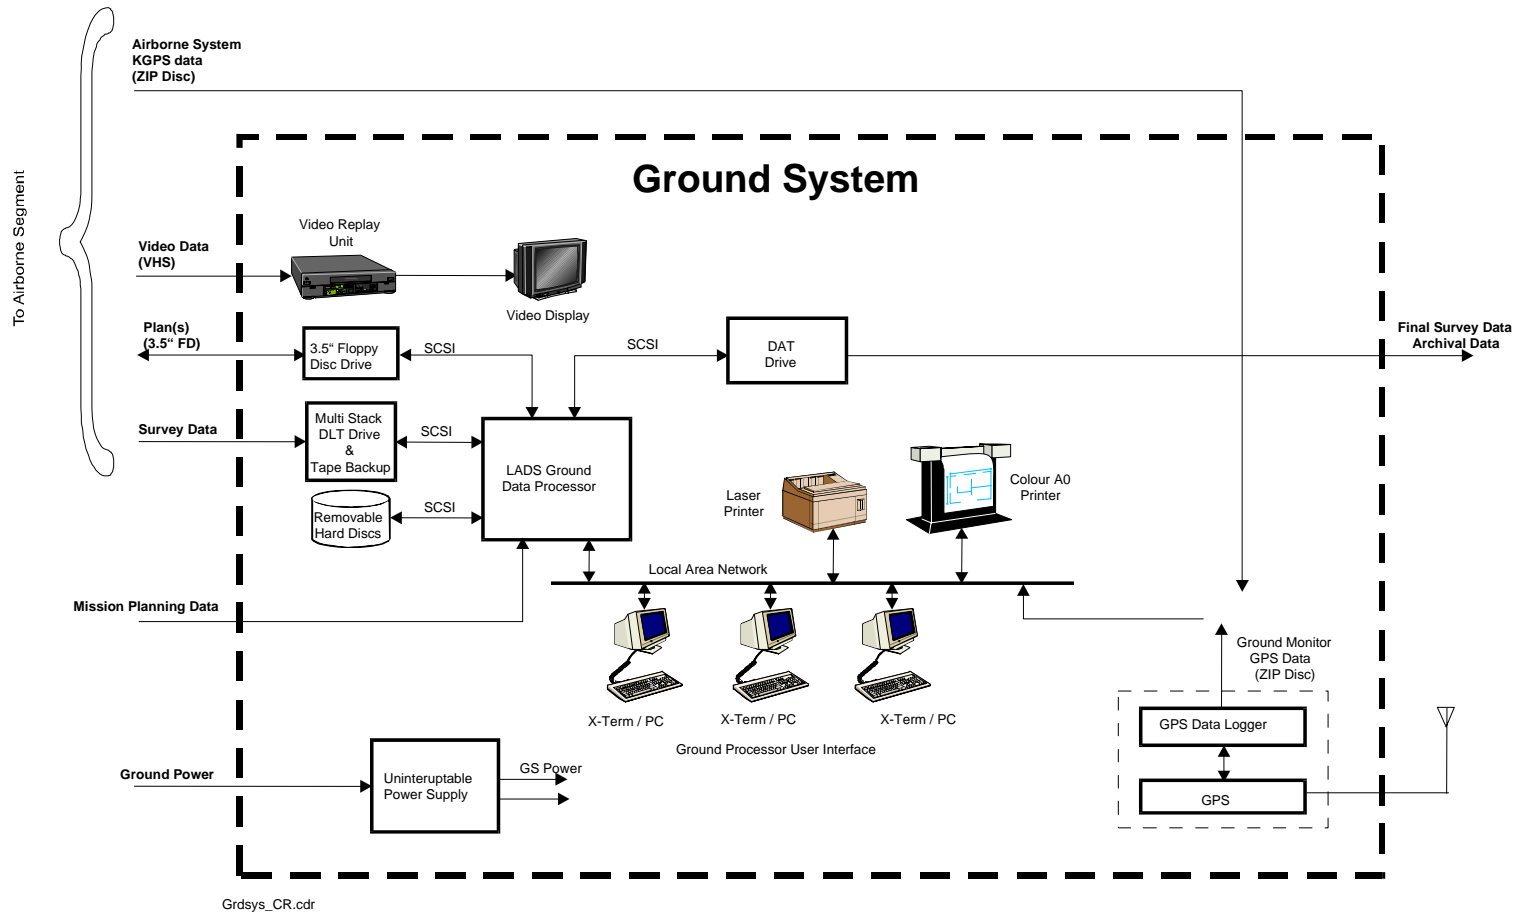 Airborne System
KGPS data
(ZIP Disc)
To Airborne Segment
Ground System
Video Replay
Unit
Video Data
(VHS)
Video Display
Plan(s)
(3.5“ FD)
3.5“ Floppy
Disc Drive
SCSI
SCSI
DAT
Drive
Final Survey Data
Archival Data
Survey Data
Multi Stack
DLT Drive
&
Tape Backup
SCSI
LADS Ground
Data Processor
Removable
Hard Discs
SCSI
Laser
Printer
Colour A0
Printer
Local Area Network
Mission Planning Data
X-Term / PC
X-Term / PC
X-Term / PC
Ground Processor User Interface
Ground Monitor
GPS Data
(ZIP Disc)
GPS Data Logger
GPS
Ground Power
Uninteruptable
Power Supply
GS Power
Grdsys_CR.cdr